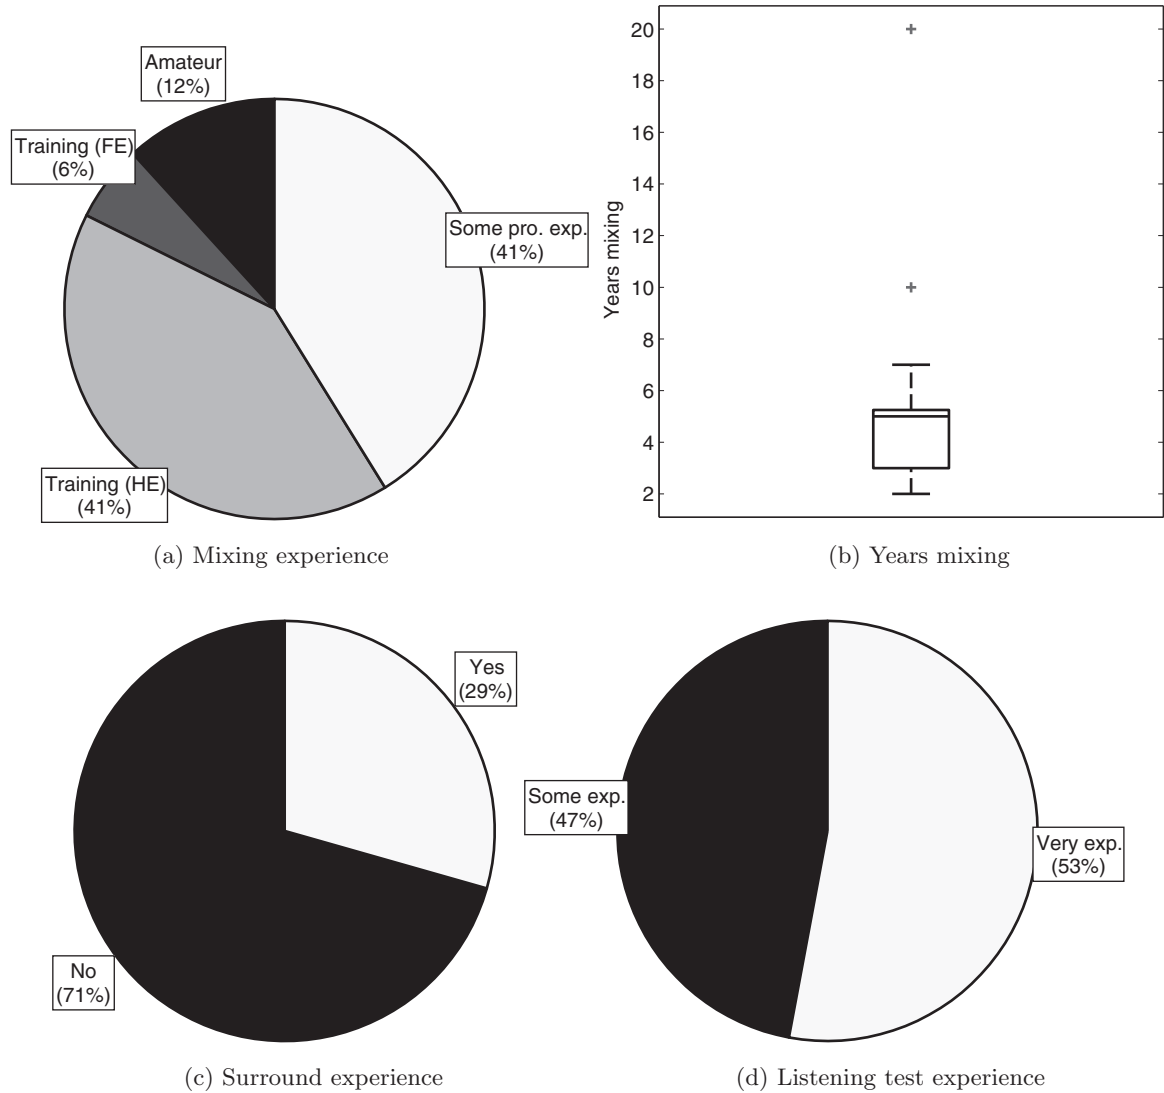 Amateur
(12%)
Training (FE)
(6%)
Some pro. exp.
(41%)
Training (HE)
(41%)
(a) Mixing experience
Years mixing
20
18
16
14
12
10
8
6
4
2
(b) Years mixing
Yes
(29%)
No
(71%)
(c) Surround experience
Some exp.
(47%)
Very exp.
(53%)
(d) Listening test experience